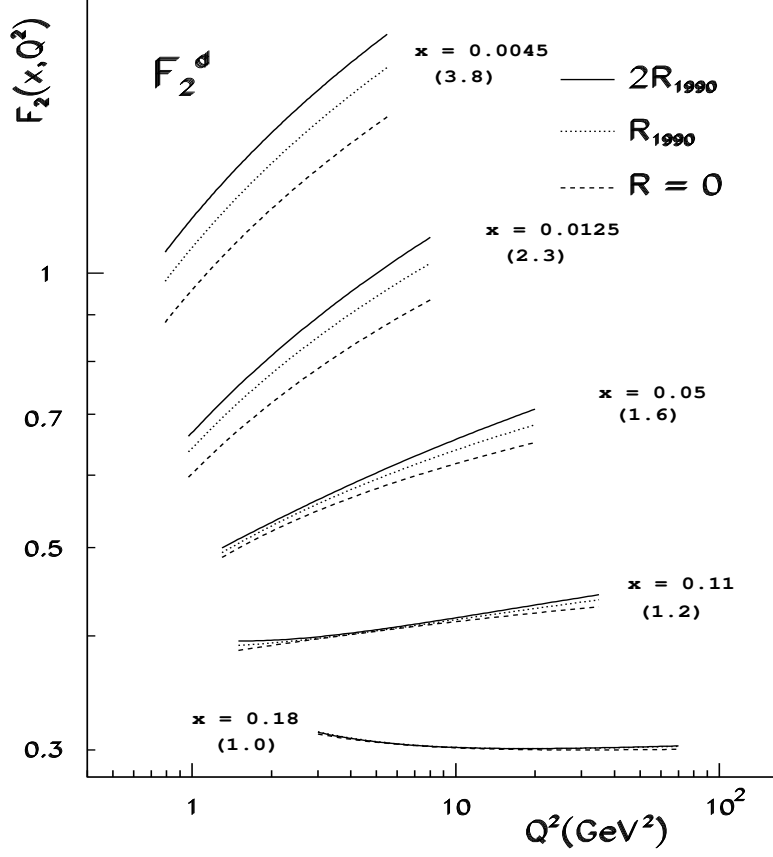 F₂(x,Q²)
F₂ᵈ
x = 0.0045
(3.8)
2R₁₉₉₀
R₁₉₉₀
R = 0
x = 0.0125
(2.3)
1
x = 0.05
(1.6)
0.7
0.5
x = 0.11
(1.2)
x = 0.18
(1.0)
0.3
1 10 10²
Q²(GeV²)